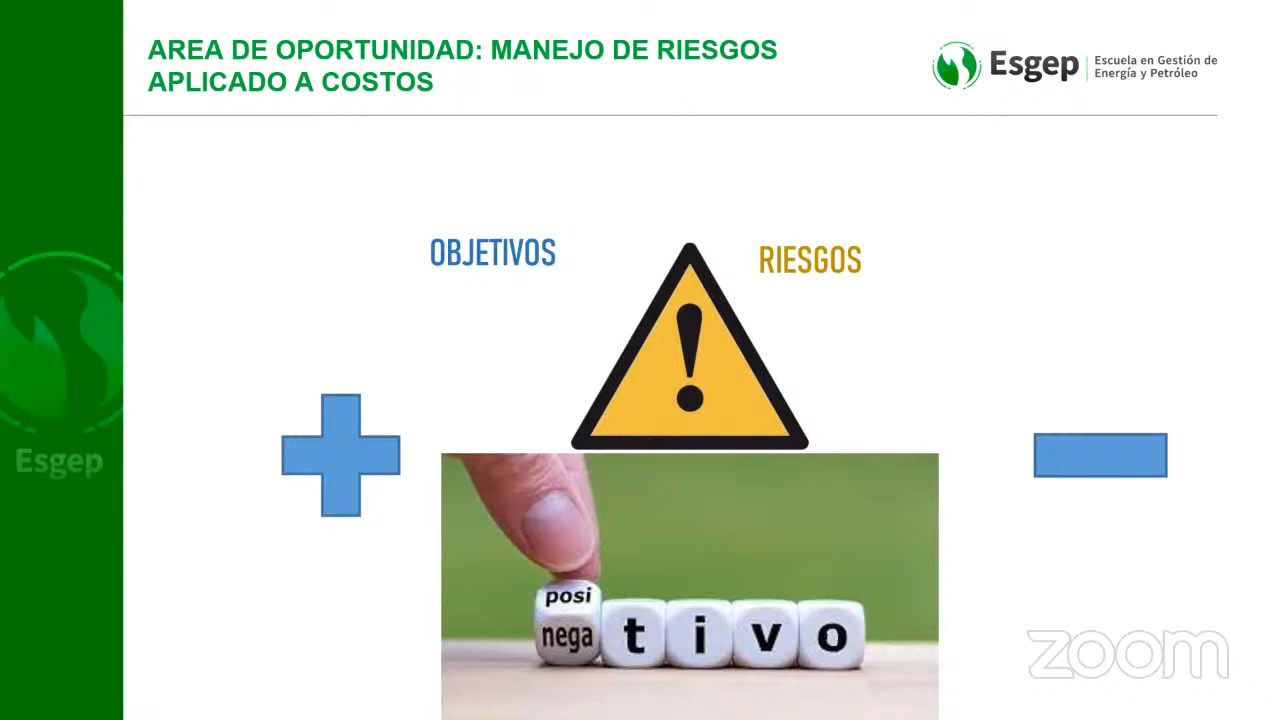 AREA DE OPORTUNIDAD: MANEJO DE RIESGOS
APLICADO A COSTOS
Esgep
Escuela en Gestión de
Energía y Petróleo
OBJETIVOS
RIESGOS
!
Esgep
posi
nega tivo
zoom